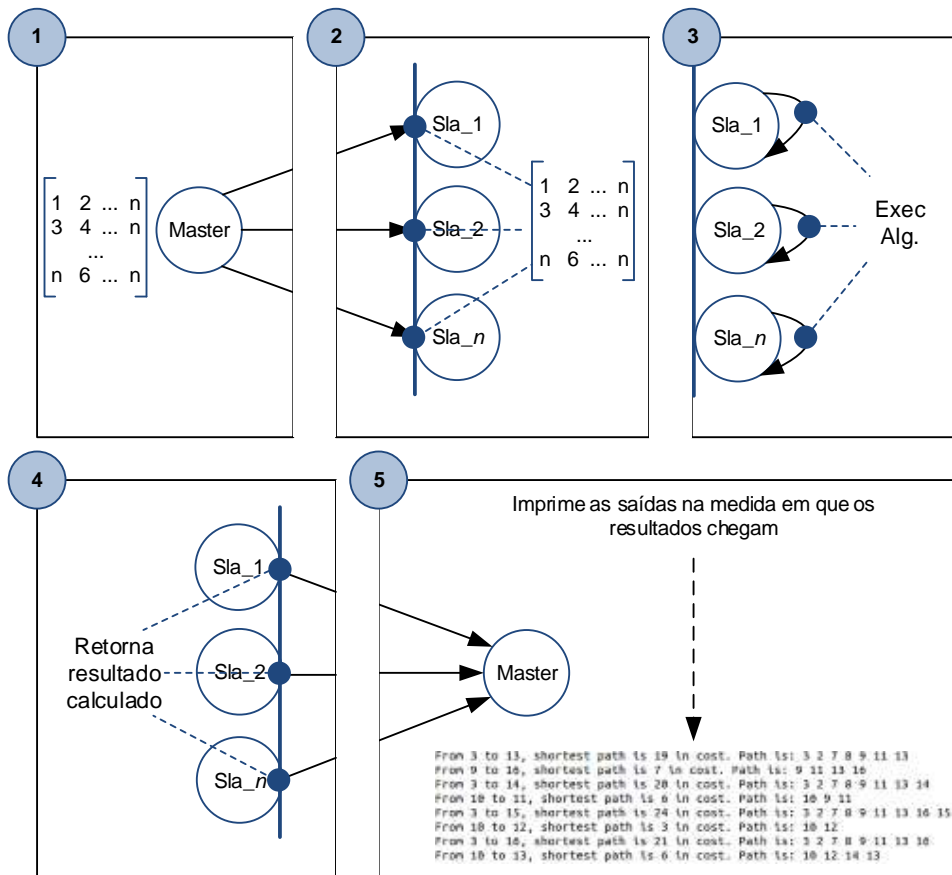 1
1 2 ... n
3 4 ... n
...
n 6 ... n
Master
2
Sla_1
Sla_2
Sla_n
1 2 ... n
3 4 ... n
...
n 6 ... n
3
Sla_1
Sla_2
Sla_n
Exec
Alg.
4
Sla_1
Sla_2
Sla_n
Retorna
resultado
calculado
5
Imprime as saídas na medida em que os
resultados chegam
Master
From 3 to 13, shortest path is 19 in cost. Path is: 3 2 7 8 9 11 13
From 9 to 16, shortest path is 7 in cost. Path is: 9 11 13 16
From 3 to 14, shortest path is 20 in cost. Path is: 3 2 7 8 9 11 13 14
From 10 to 11, shortest path is 6 in cost. Path is: 10 9 11
From 3 to 15, shortest path is 24 in cost. Path is: 3 2 7 8 9 11 13 16 15
From 10 to 12, shortest path is 3 in cost. Path is: 10 12
From 3 to 16, shortest path is 21 in cost. Path is: 3 2 7 8 9 11 13 16
From 10 to 13, shortest path is 6 in cost. Path is: 10 12 14 13